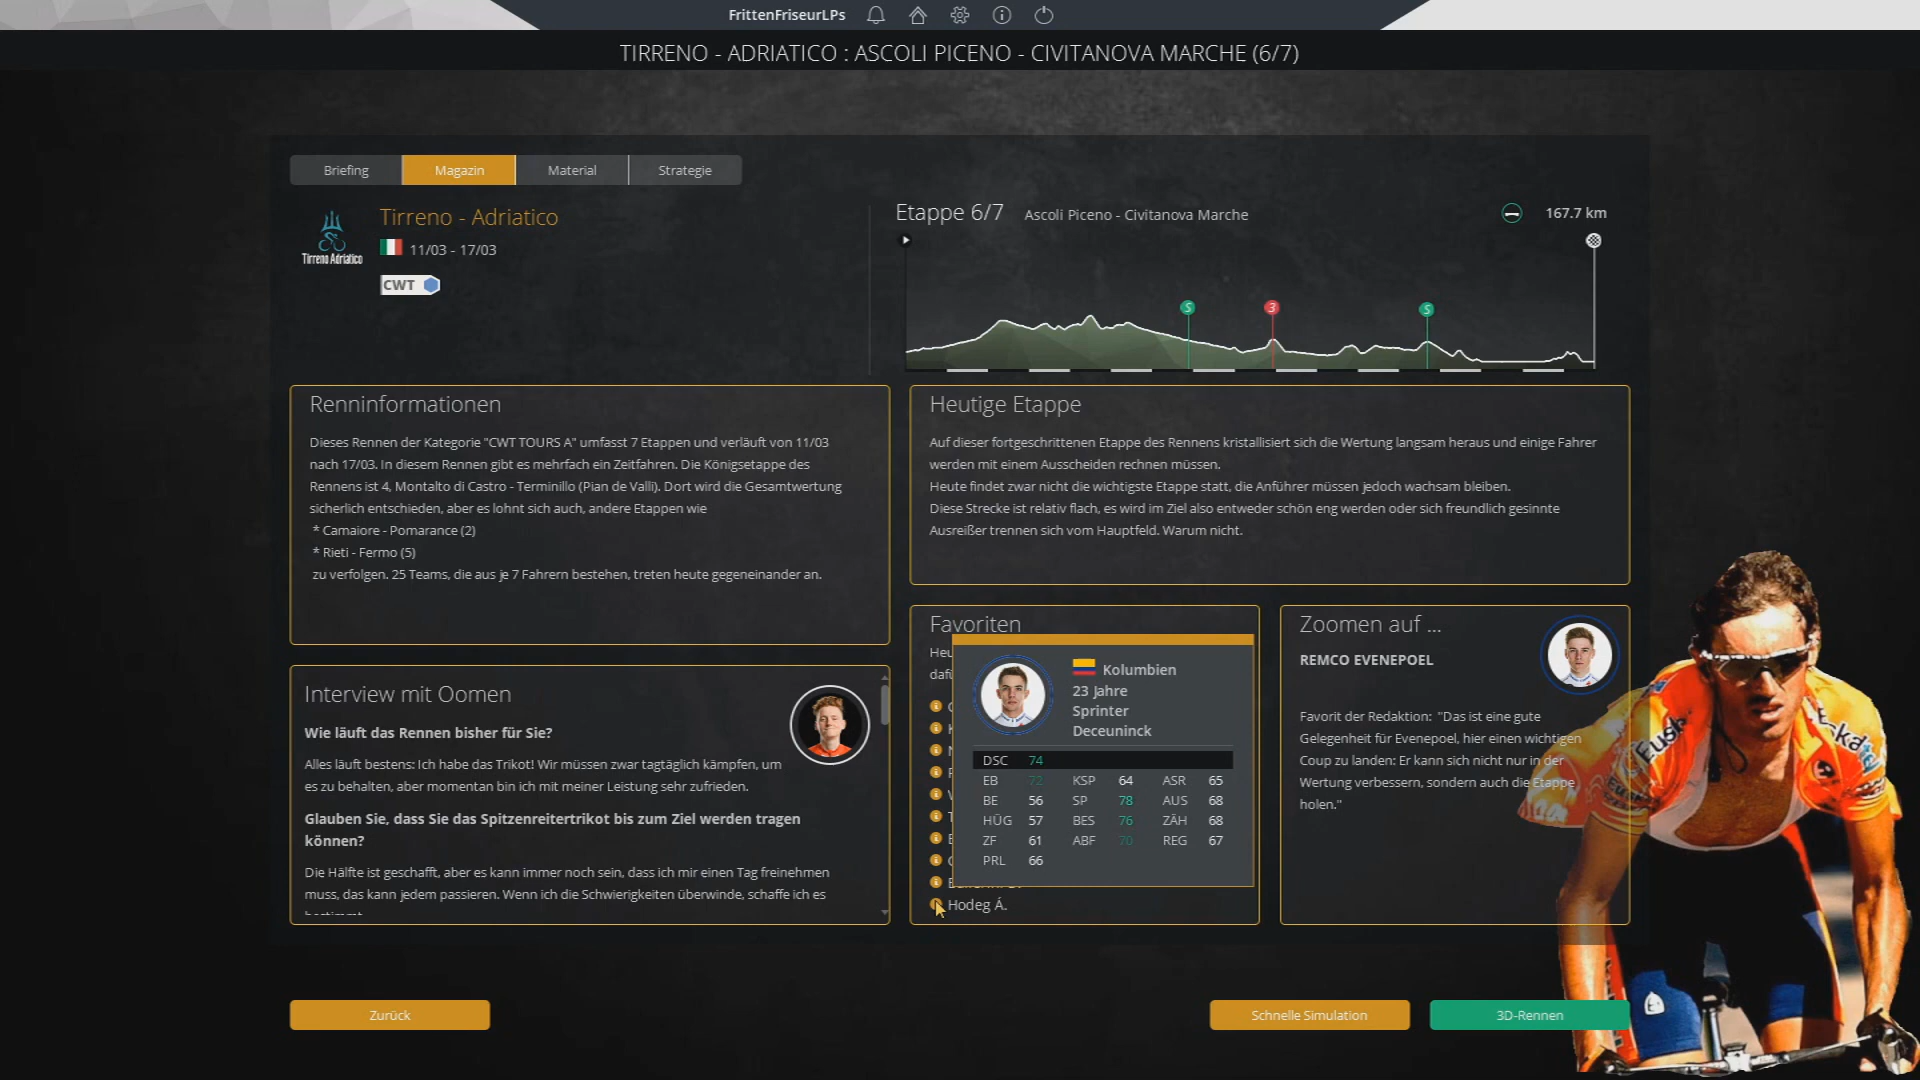 FrittenFriseurLPs
TIRRENO - ADRIATICO : ASCOLI PICENO - CIVITANOVA MARCHE (6/7)
Briefing
Magazin
Material
Strategie
Tirreno Adriatico
Tirreno - Adriatico
11/03 - 17/03
CWT
Etappe 6/7
Ascoli Piceno - Civitanova Marche
167.7 km
S
3
S
Renninformationen
Dieses Rennen der Kategorie "CWT TOURS A" umfasst 7 Etappen und verläuft von 11/03
nach 17/03. In diesem Rennen gibt es mehrfach ein Zeitfahren. Die Königsetappe des
Rennens ist 4, Montalto di Castro - Terminillo (Pian de Valli). Dort wird die Gesamtwertung
sicherlich entschieden, aber es lohnt sich auch, andere Etappen wie
* Camaiore - Pomarance (2)
* Rieti - Fermo (5)
zu verfolgen. 25 Teams, die aus je 7 Fahrern bestehen, treten heute gegeneinander an.
Heutige Etappe
Auf dieser fortgeschrittenen Etappe des Rennens kristallisiert sich die Wertung langsam heraus und einige Fahrer
werden mit einem Ausscheiden rechnen müssen.
Heute findet zwar nicht die wichtigste Etappe statt, die Anführer müssen jedoch wachsam bleiben.
Diese Strecke ist relativ flach, es wird im Ziel also entweder schön eng werden oder sich freundlich gesinnte
Ausreißer trennen sich vom Hauptfeld. Warum nicht.
Interview mit Oomen
Wie läuft das Rennen bisher für Sie?
Alles läuft bestens: Ich habe das Trikot! Wir müssen zwar tagtäglich kämpfen, um
es zu behalten, aber momentan bin ich mit meiner Leistung sehr zufrieden.
Glauben Sie, dass Sie das Spitzenreitertrikot bis zum Ziel werden tragen
können?
Die Hälfte ist geschafft, aber es kann immer noch sein, dass ich mir einen Tag freinehmen
muss, das kann jedem passieren. Wenn ich die Schwierigkeiten überwinde, schaffe ich es
Favoriten
Kolumbien
23 Jahre
Sprinter
Deceuninck
DSC 74
EB 72 KSP 64 ASR 65
BE 56 SP 78 AUS 68
HÜG 57 BES 76 ZÄH 68
ZF 61 ABF 70 REG 67
PRL 66
Hodeg Á.
Zoomen auf ...
REMCO EVENEPOEL
Favorit der Redaktion: "Das ist eine gute
Gelegenheit für Evenepoel, hier einen wichtigen
Coup zu landen: Er kann sich nicht nur in der
Wertung verbessern, sondern auch die Etappe
holen."
Zurück
Schnelle Simulation
3D-Rennen